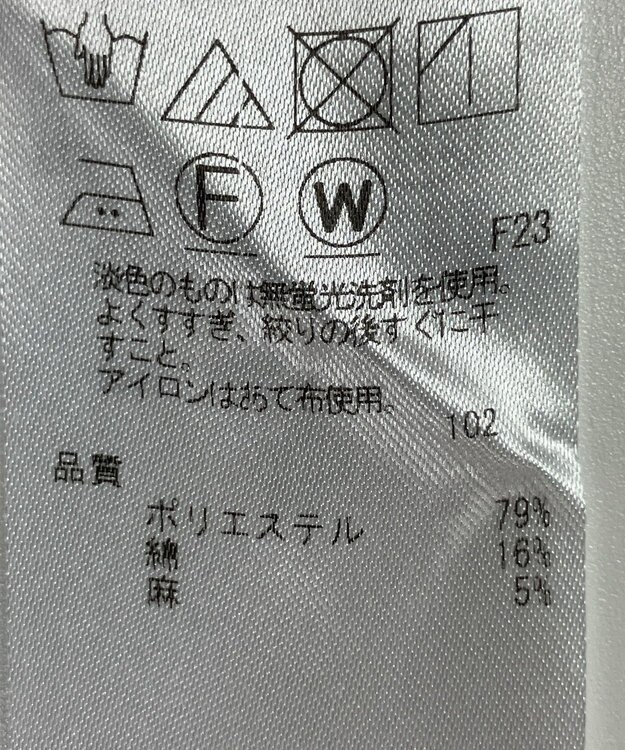 F W
F23
淡色のものは無蛍光洗剤を使用。
よくすすぎ、絞りの後すぐに干
すこと。
アイロンはあて布使用。
102
品質
ポリエステル 79%
綿 16%
麻 5%